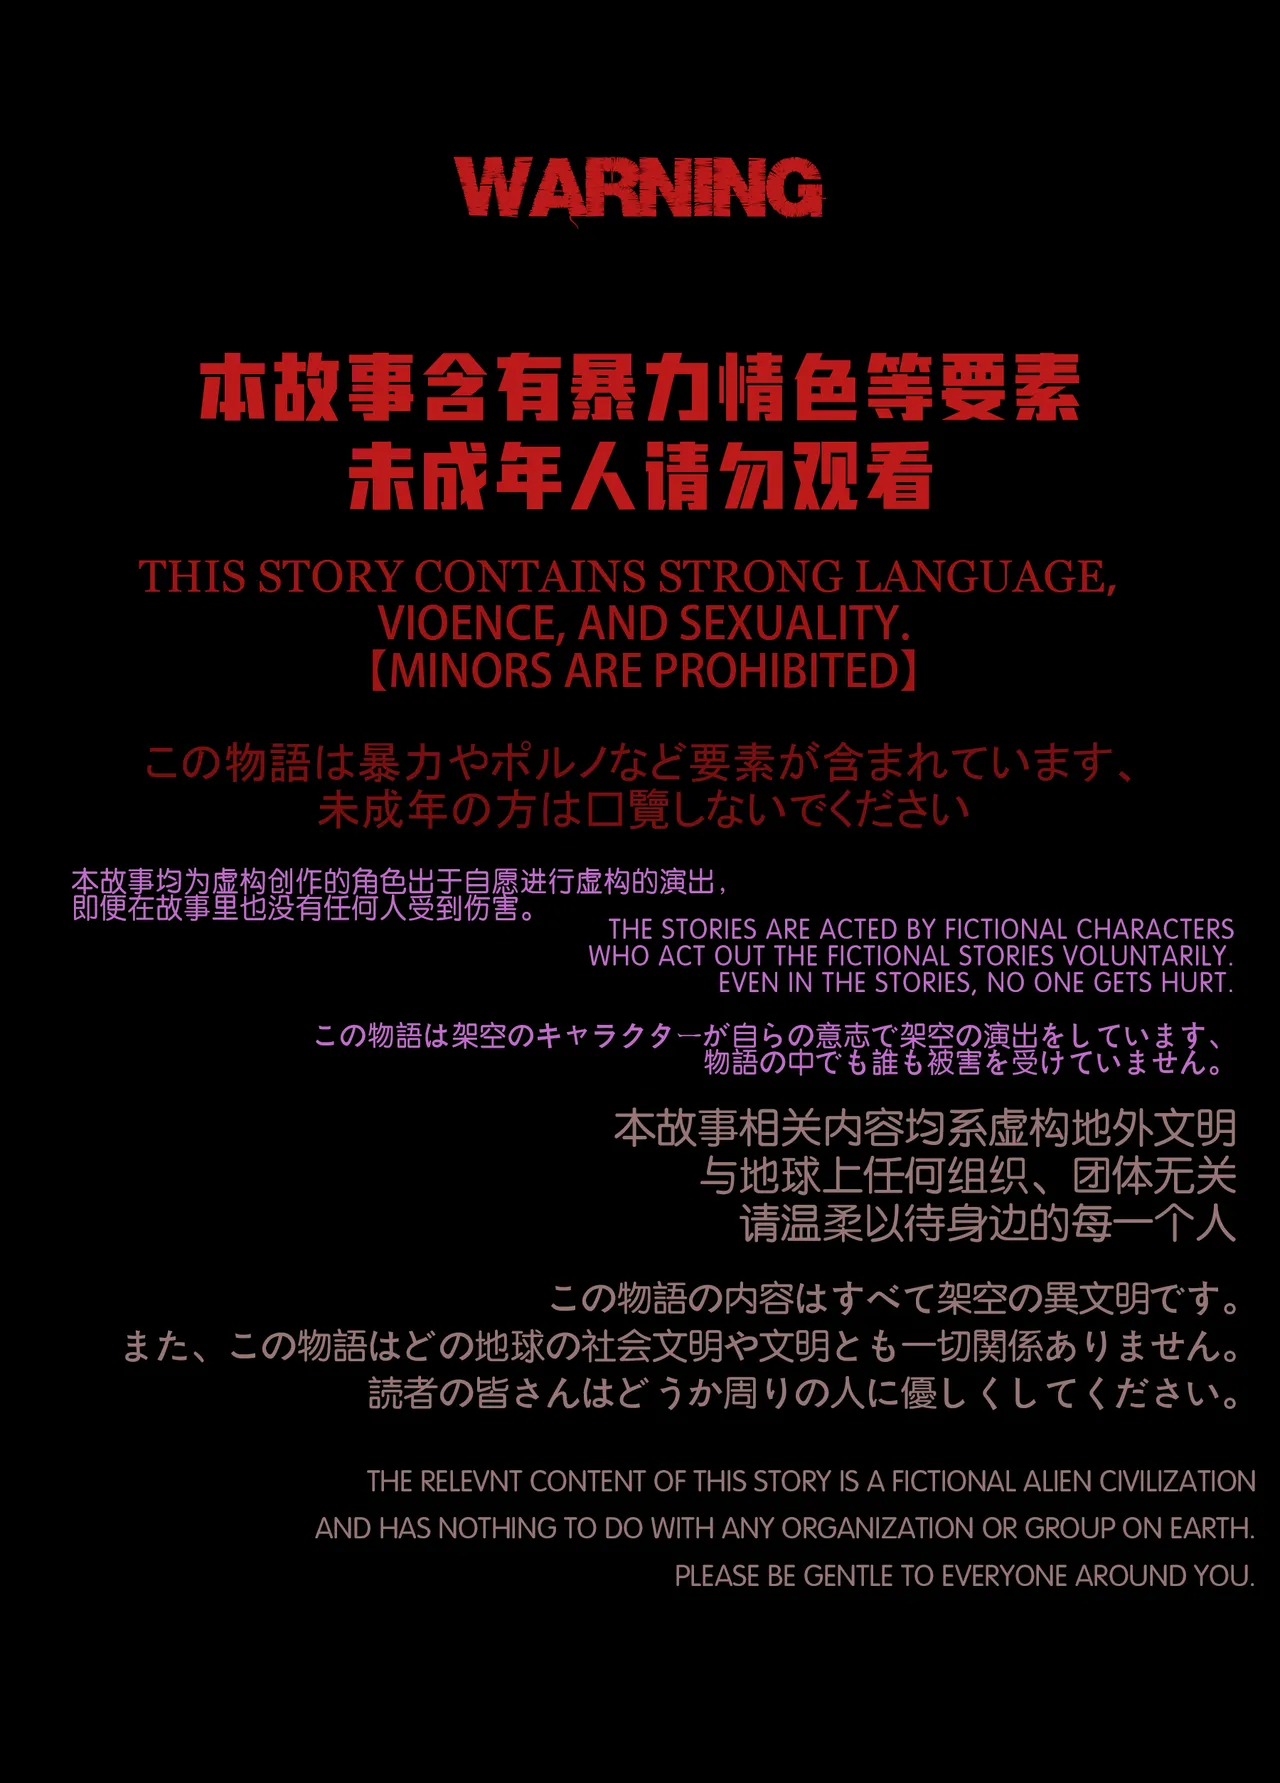 WARNING
本故事含有暴力情色等要素
未成年人请勿观看
THIS STORY CONTAINS STRONG LANGUAGE,
VIOENCE, AND SEXUALITY.
【MINORS ARE PROHIBITED】
この物語は暴力やポルノなど要素が含まれています、
未成年の方は口覽しないでください
本故事均为虚构创作的角色出于自愿进行虚构的演出，
即便在故事里也没有任何人受到伤害。
THE STORIES ARE ACTED BY FICTIONAL CHARACTERS
WHO ACT OUT THE FICTIONAL STORIES VOLUNTARILY.
EVEN IN THE STORIES, NO ONE GETS HURT.
この物語は架空のキャラクターが自らの意志で架空の演出をしています、
物語の中でも誰も被害を受けていません。
本故事相关内容均系虚构地外文明
与地球上任何组织、团体无关
请温柔以待身边的每一个人
この物語の内容はすべて架空の異文明です。
また、この物語はどの地球の社会文明や文明とも一切関係ありません。
読者の皆さんはどうか周りの人に優しくしてください。
THE RELEVNT CONTENT OF THIS STORY IS A FICTIONAL ALIEN CIVILIZATION
AND HAS NOTHING TO DO WITH ANY ORGANIZATION OR GROUP ON EARTH.
PLEASE BE GENTLE TO EVERYONE AROUND YOU.